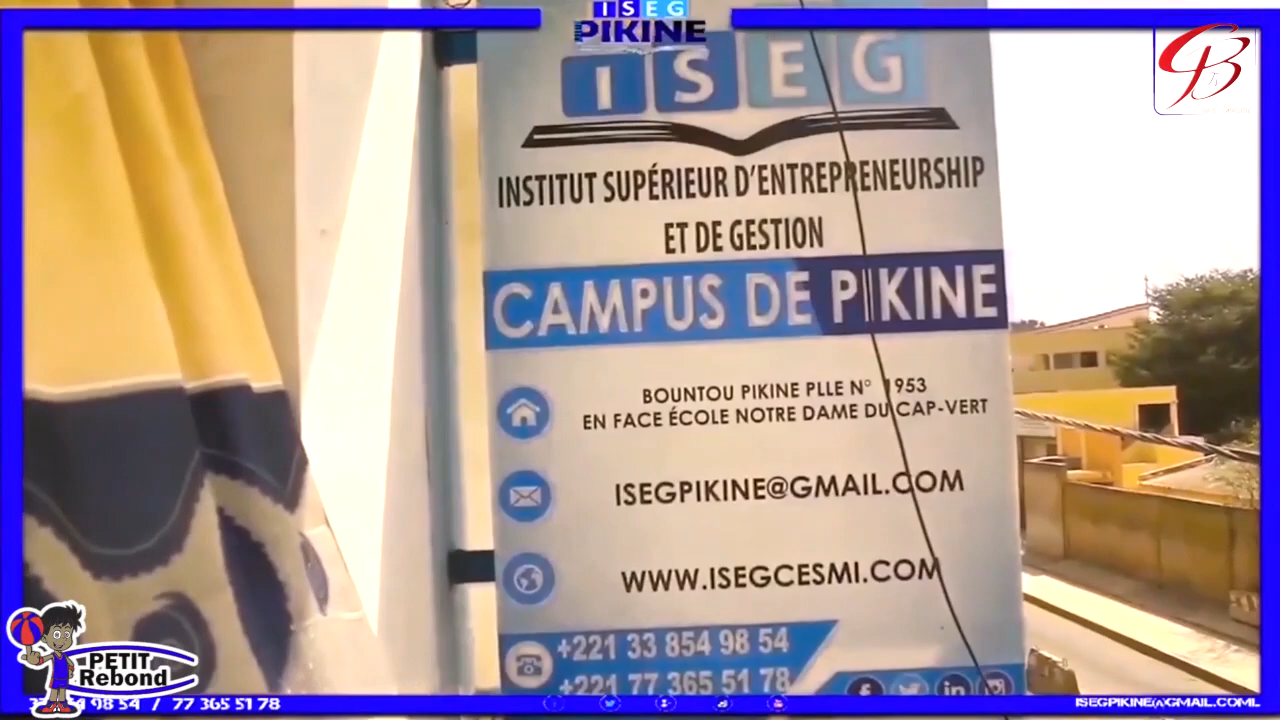 ISEG
PIKINE
ISEG
INSTITUT SUPÉRIEUR D'ENTREPRENEURSHIP
ET DE GESTION
CAMPUS DE PIKINE
BOUNTOU PIKINE PLLE N° 1953
EN FACE ÉCOLE NOTRE DAME DU CAP-VERT
ISEGPIKINE@GMAIL.COM
WWW.ISEGCESMI.COM
+221 33 854 98 54
+221 77 365 51 78
PETIT
Rebond
98 54 / 77 365 51 78
ISEGPIKINE@GMAIL.COML